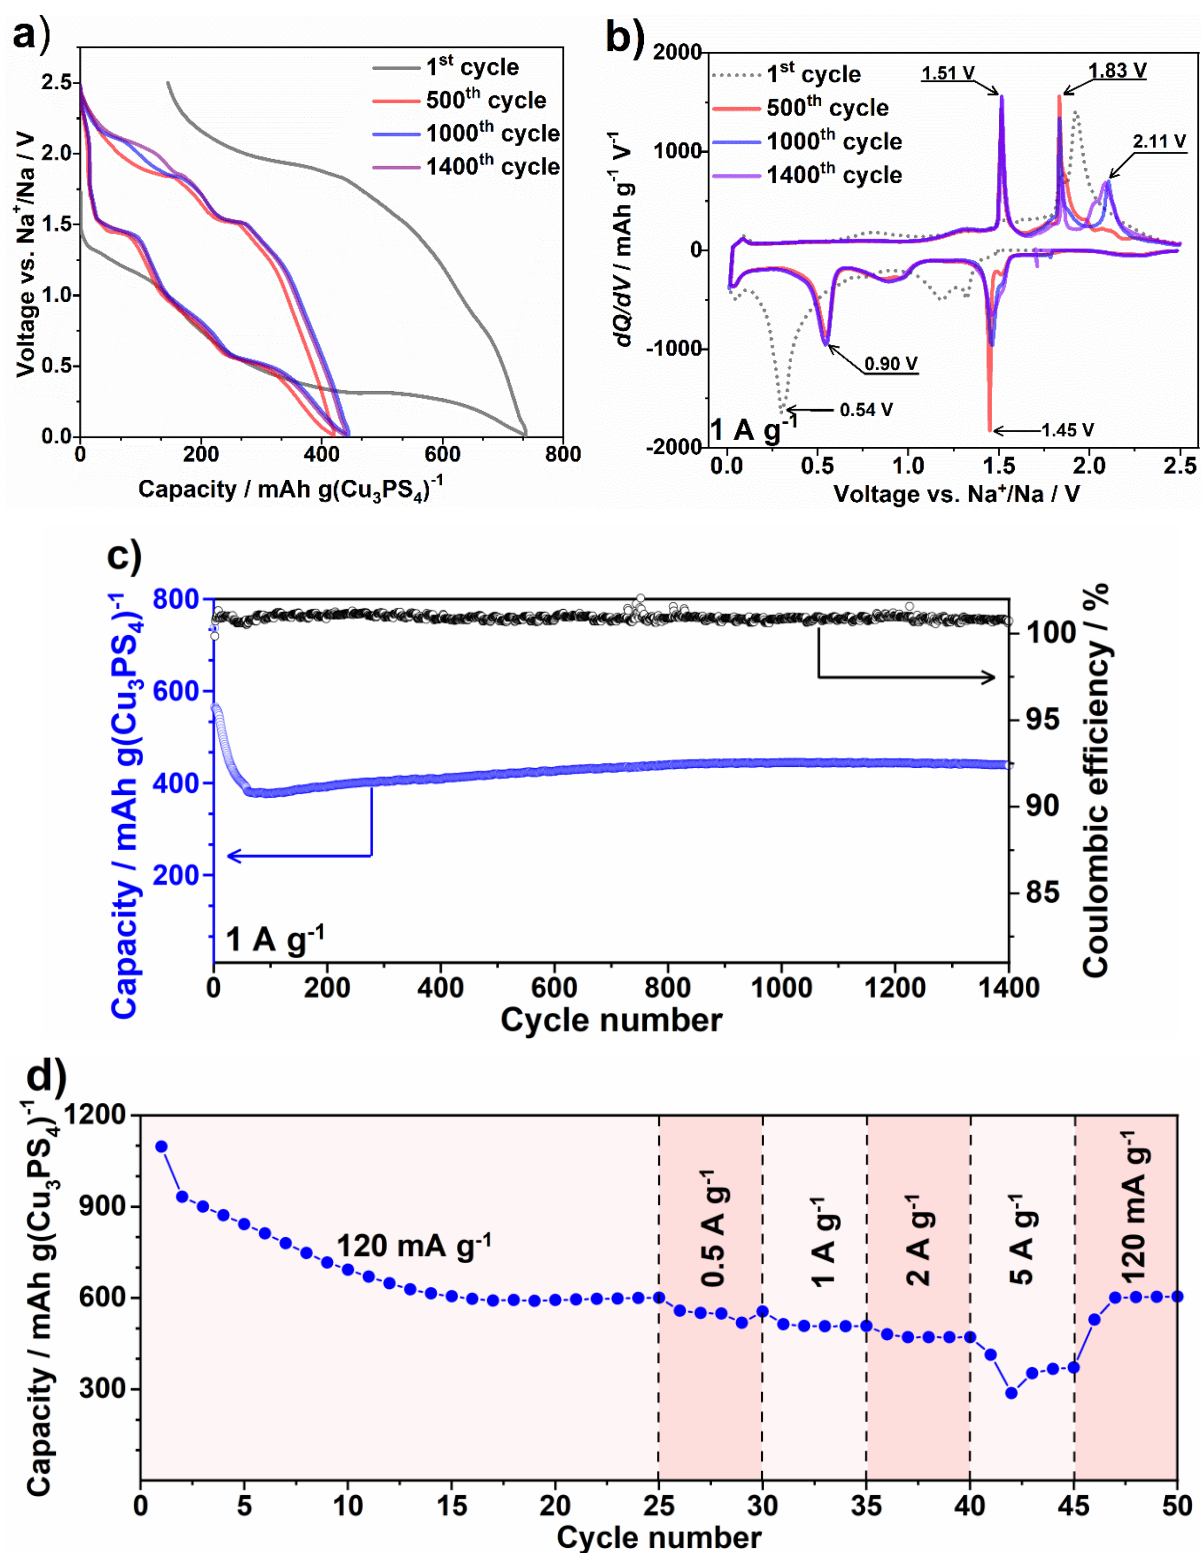 a)
2.5
2.0
1.5
1.0
0.5
0.0
Voltage vs. Na⁺/Na / V
1ˢᵗ cycle
500ᵗʰ cycle
1000ᵗʰ cycle
1400ᵗʰ cycle
0 200 400 600 800
Capacity / mAh g(Cu₃PS₄)⁻¹
b)
2000
1000
0
-1000
-2000
dQ/dV / mAh g⁻¹ V⁻¹
1ˢᵗ cycle
500ᵗʰ cycle
1000ᵗʰ cycle
1400ᵗʰ cycle
1.51 V
1.83 V
2.11 V
0.90 V
0.54 V
1.45 V
1 A g⁻¹
0.0 0.5 1.0 1.5 2.0 2.5
Voltage vs. Na⁺/Na / V
c)
800
600
400
200
Capacity / mAh g(Cu₃PS₄)⁻¹
100
95
90
85
Coulombic efficiency / %
1 A g⁻¹
0 200 400 600 800 1000 1200 1400
Cycle number
d)
1200
900
600
300
Capacity / mAh g(Cu₃PS₄)⁻¹
120 mA g⁻¹
0.5 A g⁻¹
1 A g⁻¹
2 A g⁻¹
5 A g⁻¹
120 mA g⁻¹
0 5 10 15 20 25 30 35 40 45 50
Cycle number